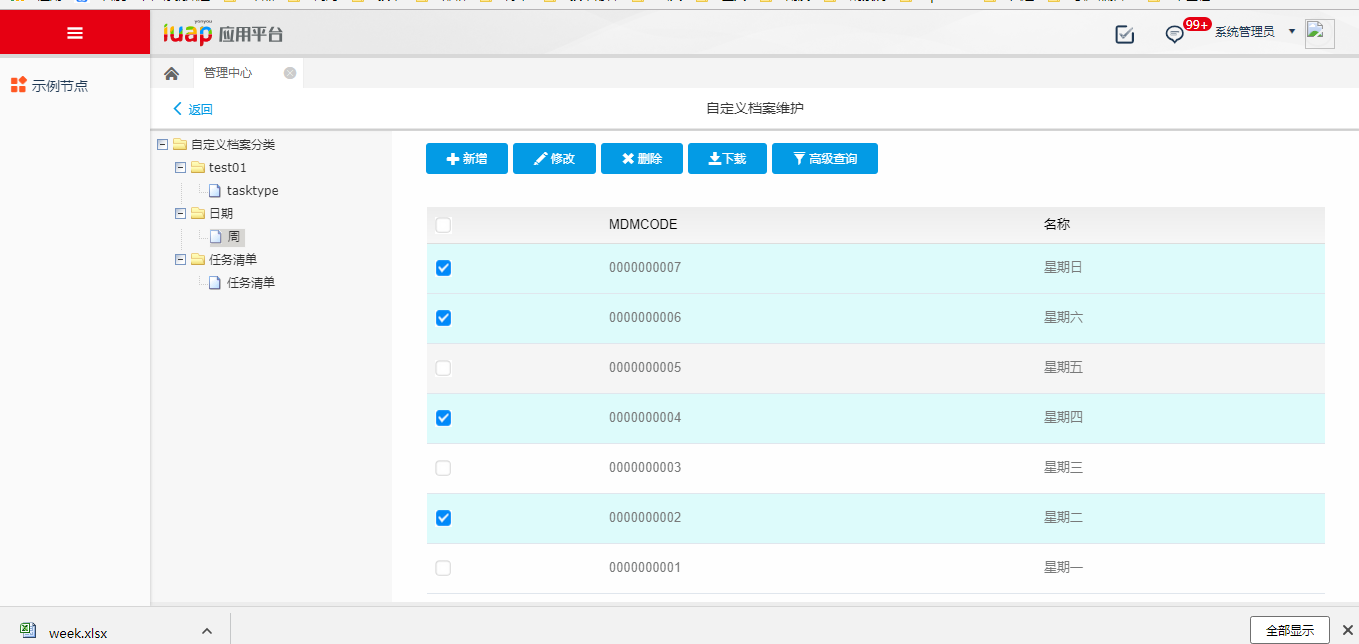 yonyou
iuap 应用平台
99+
系统管理员
示例节点
管理中心
返回
自定义档案维护
自定义档案分类
test01
tasktype
日期
周
任务清单
任务清单
新增
修改
删除
下载
高级查询
MDMCODE 名称
0000000007 星期日
0000000006 星期六
0000000005 星期五
0000000004 星期四
0000000003 星期三
0000000002 星期二
0000000001 星期一
week.xlsx
全部显示